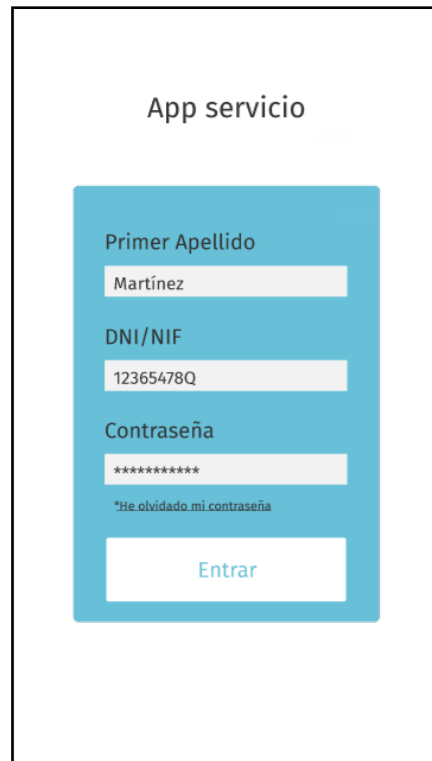 App servicio
Primer Apellido
Martínez
DNI/NIF
12365478Q
Contraseña
***********
*He olvidado mi contraseña
Entrar